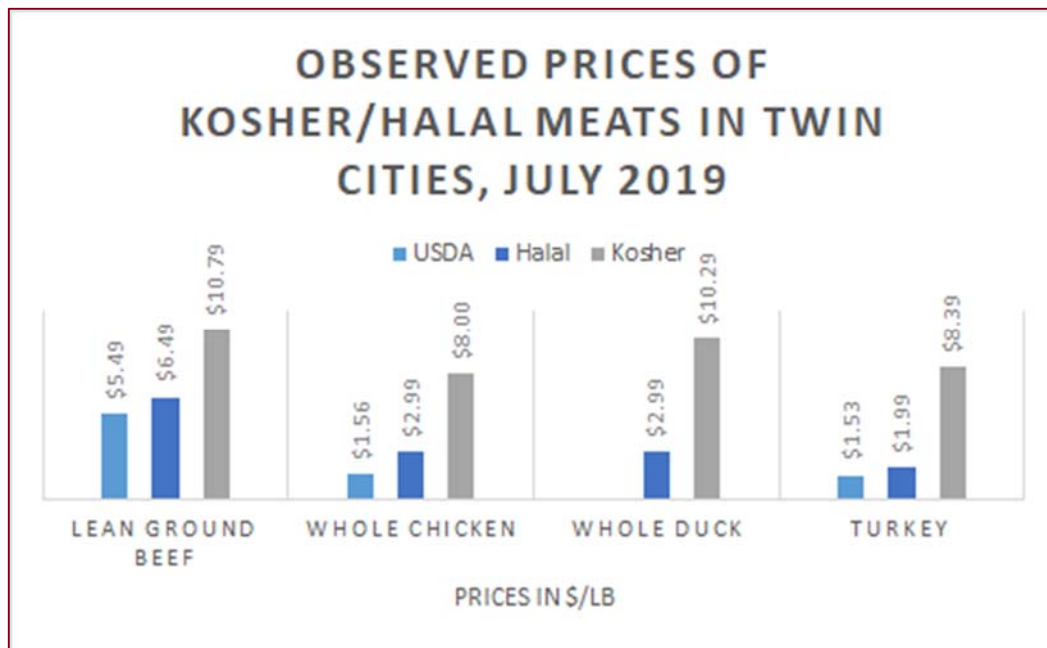 OBSERVED PRICES OF
KOSHER/HALAL MEATS IN TWIN
CITIES, JULY 2019
USDA Halal Kosher
$5.49
$6.49
$10.79
$1.56
$2.99
$8.00
$2.99
$10.29
$1.53
$1.99
$8.39
LEAN GROUND
BEEF
WHOLE CHICKEN
WHOLE DUCK
TURKEY
PRICES IN $/LB